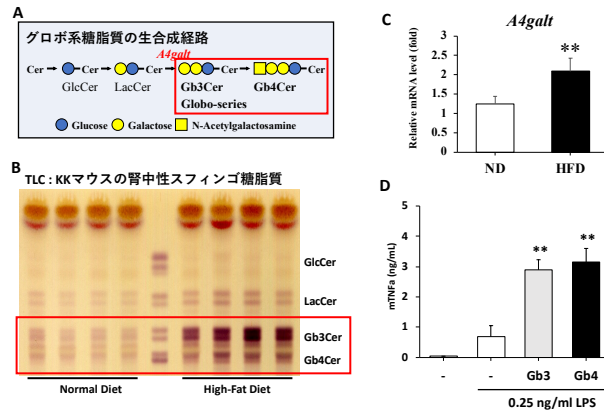 A
グロボ系糖脂質の生合成経路
A4galt
Cer → Cer → Cer → Cer → Cer
GlcCer LacCer Gb3Cer Gb4Cer
Globo-series
Glucose Galactose N-Acetylgalactosamine
B
TLC : KKマウスの腎中性スフィンゴ糖脂質
GlcCer
LacCer
Gb3Cer
Gb4Cer
Normal Diet High-Fat Diet
C
A4galt
Relative mRNA level (fold)
3
2.5
2
1.5
1
0.5
0
**
ND HFD
D
mTNFa (ng/mL)
5
4
3
2
1
0
** **
- - Gb3 Gb4
0.25 ng/ml LPS